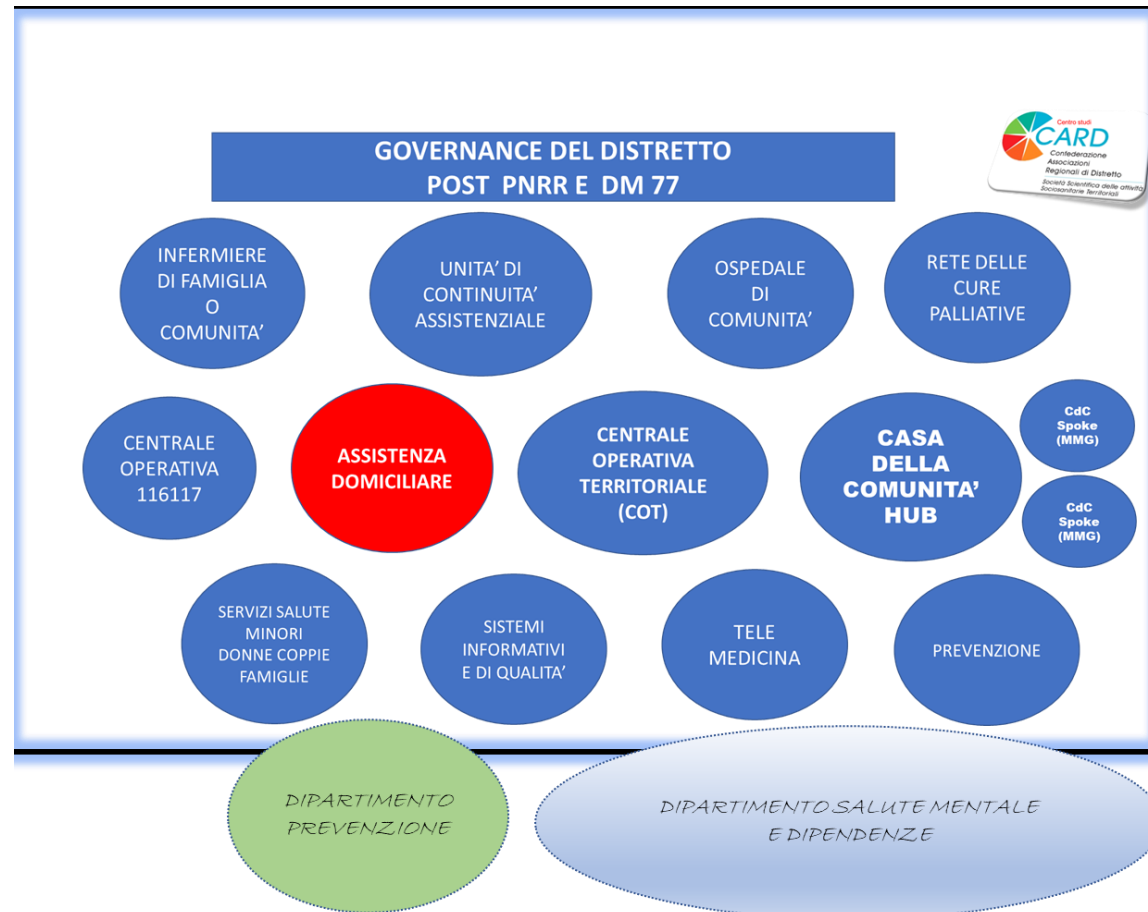 GOVERNANCE DEL DISTRETTO
POST PNRR E DM 77
Centro studi
CARD
Confederazione
Associazioni
Regionali di Distretto
Società Scientifica delle attività
Sociosanitarie Territoriali
INFERMIERE
DI FAMIGLIA
O
COMUNITA’
UNITA’ DI
CONTINUITA’
ASSISTENZIALE
OSPEDALE
DI
COMUNITA’
RETE DELLE
CURE
PALLIATIVE
CENTRALE
OPERATIVA
116117
ASSISTENZA
DOMICILIARE
CENTRALE
OPERATIVA
TERRITORIALE
(COT)
CASA
DELLA
COMUNITA’
HUB
CdC
Spoke
(MMG)
CdC
Spoke
(MMG)
SERVIZI SALUTE
MINORI
DONNE COPPIE
FAMIGLIE
SISTEMI
INFORMATIVI
E DI QUALITA’
TELE
MEDICINA
PREVENZIONE
DIPARTIMENTO
PREVENZIONE
DIPARTIMENTO SALUTE MENTALE
E DIPENDENZE